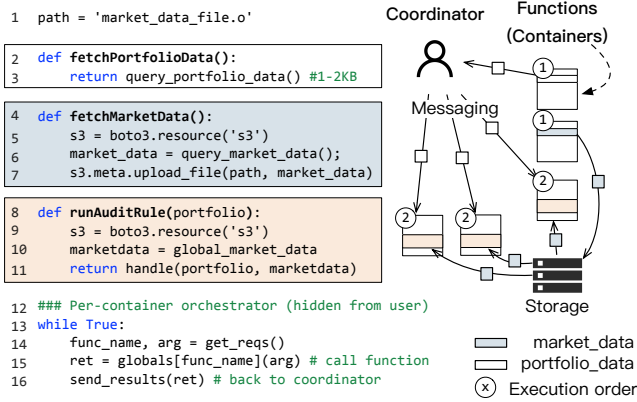 1 path = 'market_data_file.o'
2 def fetchPortfolioData():
3 return query_portfolio_data() #1-2KB
4 def fetchMarketData():
5 s3 = boto3.resource('s3')
6 market_data = query_market_data();
7 s3.meta.upload_file(path, market_data)
8 def runAuditRule(portfolio):
9 s3 = boto3.resource('s3')
10 marketdata = global_market_data
11 return handle(portfolio, marketdata)
12 ### Per-container orchestrator (hidden from user)
13 while True:
14 func_name, arg = get_reqs()
15 ret = globals[func_name](arg) # call function
16 send_results(ret) # back to coordinator
Coordinator
Functions
(Containers)
1
Messaging
1
2
2
2
Storage
market_data
portfolio_data
x Execution order